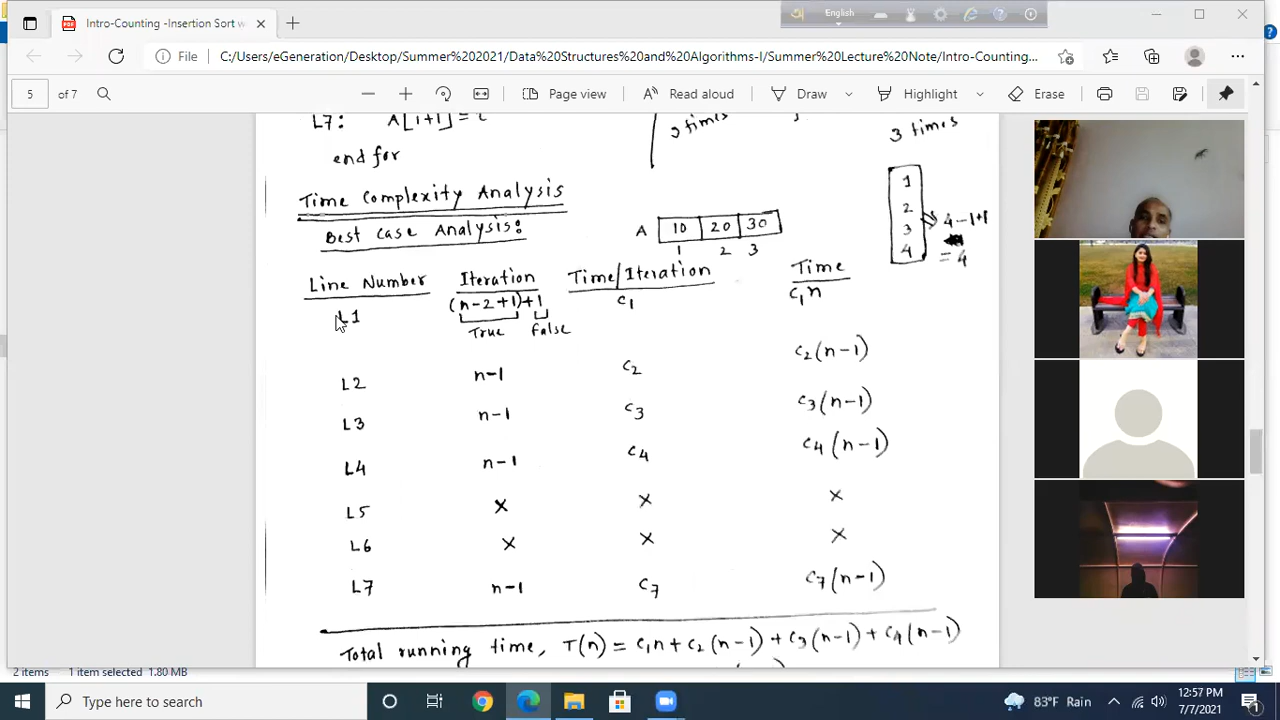 Intro-Counting -Insertion Sort w
English
File
C:/Users/eGeneration/Desktop/Summer%202021/Data%20Structures%20and%20Algorithms-I/Summer%20Lecture%20Note/Intro-Counting...
5 of 7
Page view
Read aloud
Draw
Highlight
Erase
L7: A[i+1]=
3 times
3 times
end for
Time Complexity Analysis
Best case Analysis:
A 10 20 30
1 2 3
1
2
3
4
4-1+1
= 4
Line Number Iteration Time/Iteration Time
L1 (n-2+1)+1 c1 c1n
True False
L2 n-1 c2 c2(n-1)
L3 n-1 c3 c3(n-1)
L4 n-1 c4 c4(n-1)
L5 × × ×
L6 × × ×
L7 n-1 c7 c7(n-1)
Total running time, T(n) = c1n+c2(n-1)+c3(n-1)+c4(n-1)
2 items 1 item selected 1.80 MB
Type here to search
83°F Rain
12:57 PM
7/7/2021